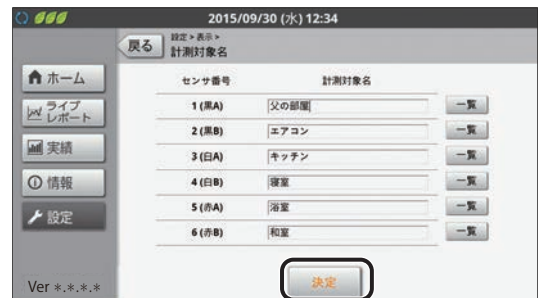 2015/09/30 (水) 12:34
戻る
設定 > 表示 >
計測対象名
ホーム
ライブ
レポート
実績
情報
設定
Ver *.*.*.*
センサ番号 計測対象名
1 (黒A) 父の部屋 一覧
2 (黒B) エアコン 一覧
3 (白A) キッチン 一覧
4 (白B) 寝室 一覧
5 (赤A) 浴室 一覧
6 (赤B) 和室 一覧
決定